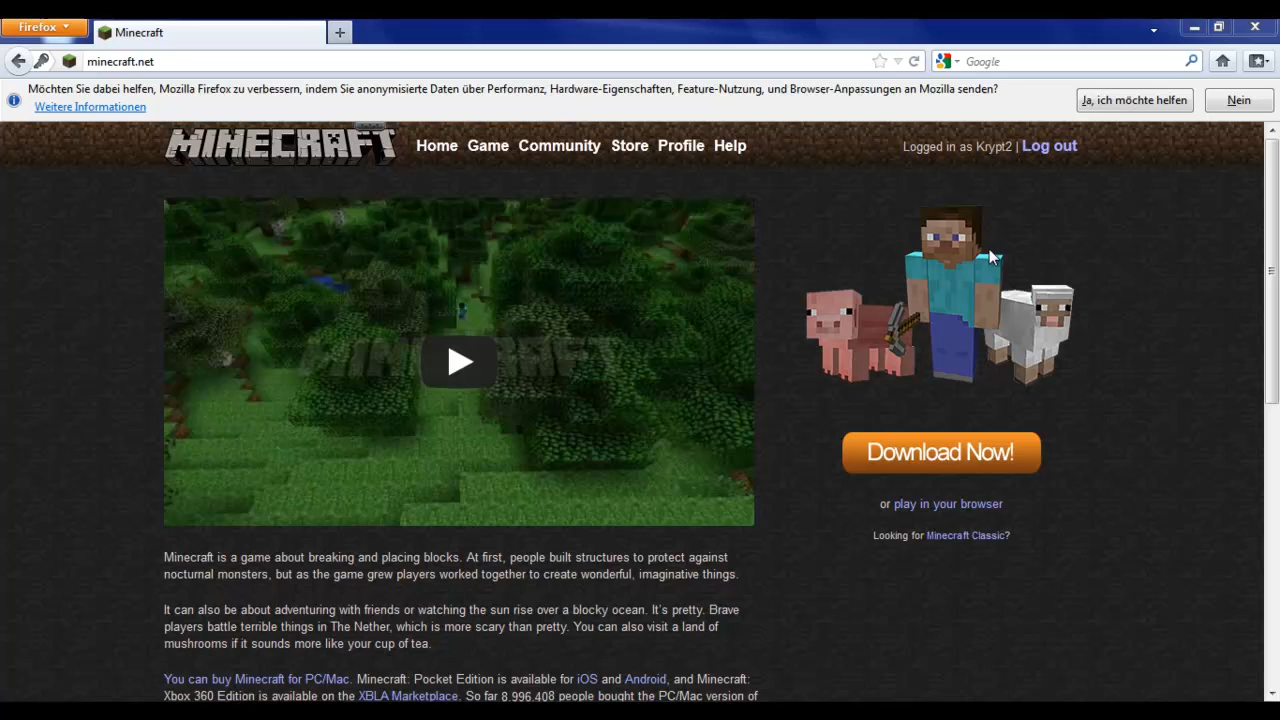 Firefox
Minecraft
minecraft.net
Google
Möchten Sie dabei helfen, Mozilla Firefox zu verbessern, indem Sie anonymisierte Daten über Performanz, Hardware-Eigenschaften, Feature-Nutzung, und Browser-Anpassungen an Mozilla senden?
Weitere Informationen
Ja, ich möchte helfen
Nein
MINECRAFT
Home Game Community Store Profile Help
Logged in as Krypt2 | Log out
MINECRAFT
Download Now!
or play in your browser
Looking for Minecraft Classic?
Minecraft is a game about breaking and placing blocks. At first, people built structures to protect against
nocturnal monsters, but as the game grew players worked together to create wonderful, imaginative things.
It can also be about adventuring with friends or watching the sun rise over a blocky ocean. It's pretty. Brave
players battle terrible things in The Nether, which is more scary than pretty. You can also visit a land of
mushrooms if it sounds more like your cup of tea.
You can buy Minecraft for PC/Mac. Minecraft: Pocket Edition is available for iOS and Android, and Minecraft:
Xbox 360 Edition is available on the XBLA Marketplace. So far 8,996,408 people bought the PC/Mac version of